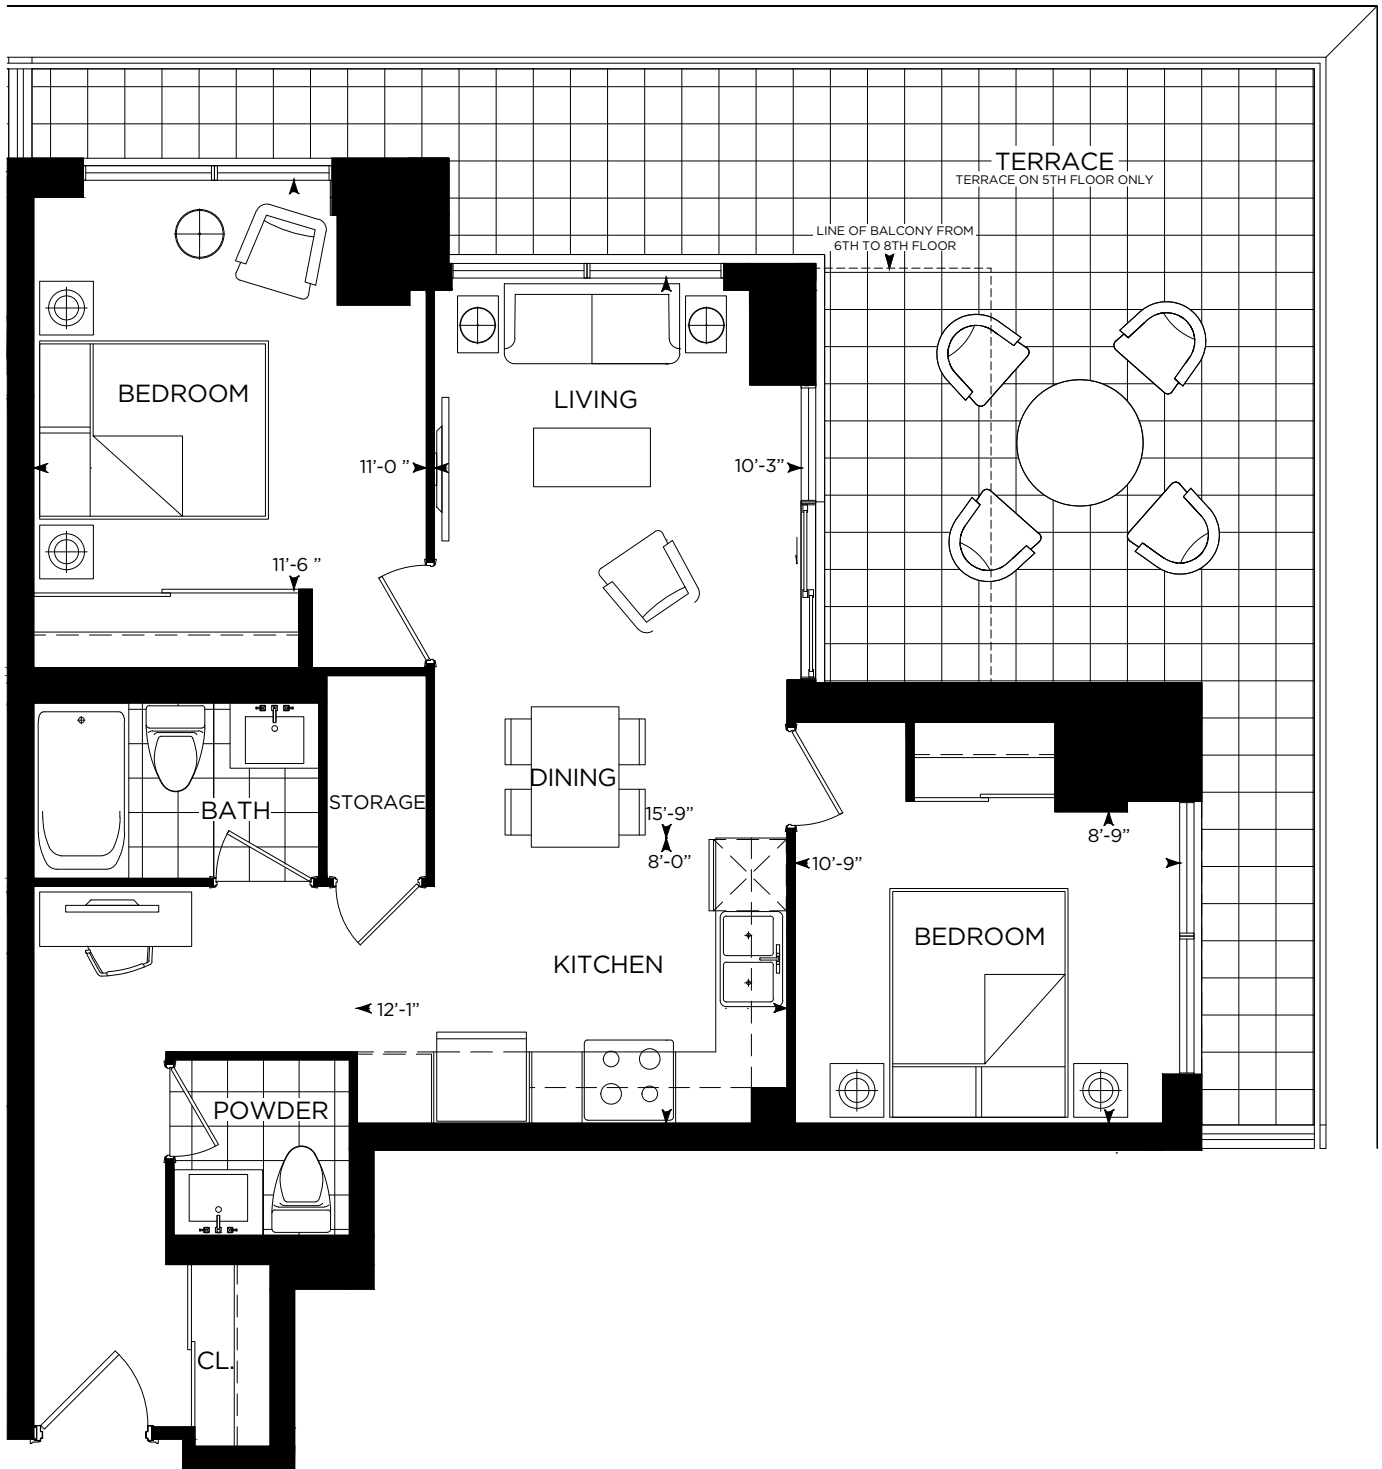 TERRACE
TERRACE ON 5TH FLOOR ONLY
LINE OF BALCONY FROM
6TH TO 8TH FLOOR
BEDROOM
LIVING
11'-0 "
10'-3"
11'-6 "
DINING
BATH
STORAGE
15'-9"
8'-0"
8'-9"
10'-9"
BEDROOM
KITCHEN
12'-1"
POWDER
CL.